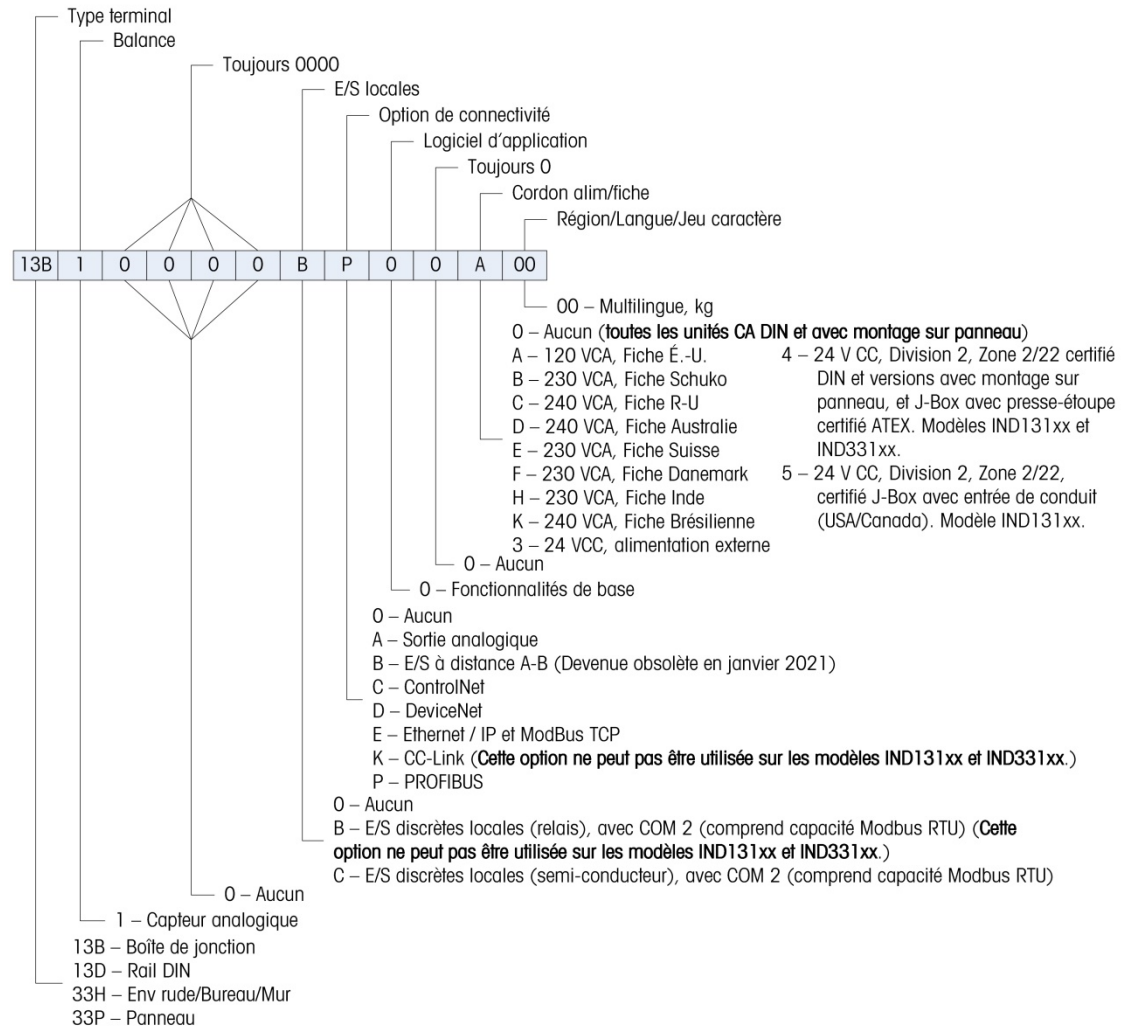 Type terminal
Balance
Toujours 0000
E/S locales
Option de connectivité
Logiciel d'application
Toujours 0
Cordon alim/fiche
Région/Langue/Jeu caractère
13B 1 0 0 0 0 B P 0 0 A 00
00 – Multilingue, kg
0 – Aucun (toutes les unités CA DIN et avec montage sur panneau)
A – 120 VCA, Fiche É.-U.
B – 230 VCA, Fiche Schuko
C – 240 VCA, Fiche R-U
D – 240 VCA, Fiche Australie
E – 230 VCA, Fiche Suisse
F – 230 VCA, Fiche Danemark
H – 230 VCA, Fiche Inde
K – 240 VCA, Fiche Brésilienne
3 – 24 VCC, alimentation externe
4 – 24 V CC, Division 2, Zone 2/22 certifié
DIN et versions avec montage sur
panneau, et J-Box avec presse-étoupe
certifié ATEX. Modèles IND131xx et
IND331xx.
5 – 24 V CC, Division 2, Zone 2/22,
certifié J-Box avec entrée de conduit
(USA/Canada). Modèle IND131xx.
0 – Aucun
0 – Fonctionnalités de base
0 – Aucun
A – Sortie analogique
B – E/S à distance A-B (Devenue obsolète en janvier 2021)
C – ControlNet
D – DeviceNet
E – Ethernet / IP et ModBus TCP
K – CC-Link (Cette option ne peut pas être utilisée sur les modèles IND131xx et IND331xx.)
P – PROFIBUS
0 – Aucun
B – E/S discrètes locales (relais), avec COM 2 (comprend capacité Modbus RTU) (Cette
option ne peut pas être utilisée sur les modèles IND131xx et IND331xx.)
C – E/S discrètes locales (semi-conducteur), avec COM 2 (comprend capacité Modbus RTU)
0 – Aucun
1 – Capteur analogique
13B – Boîte de jonction
13D – Rail DIN
33H – Env rude/Bureau/Mur
33P – Panneau